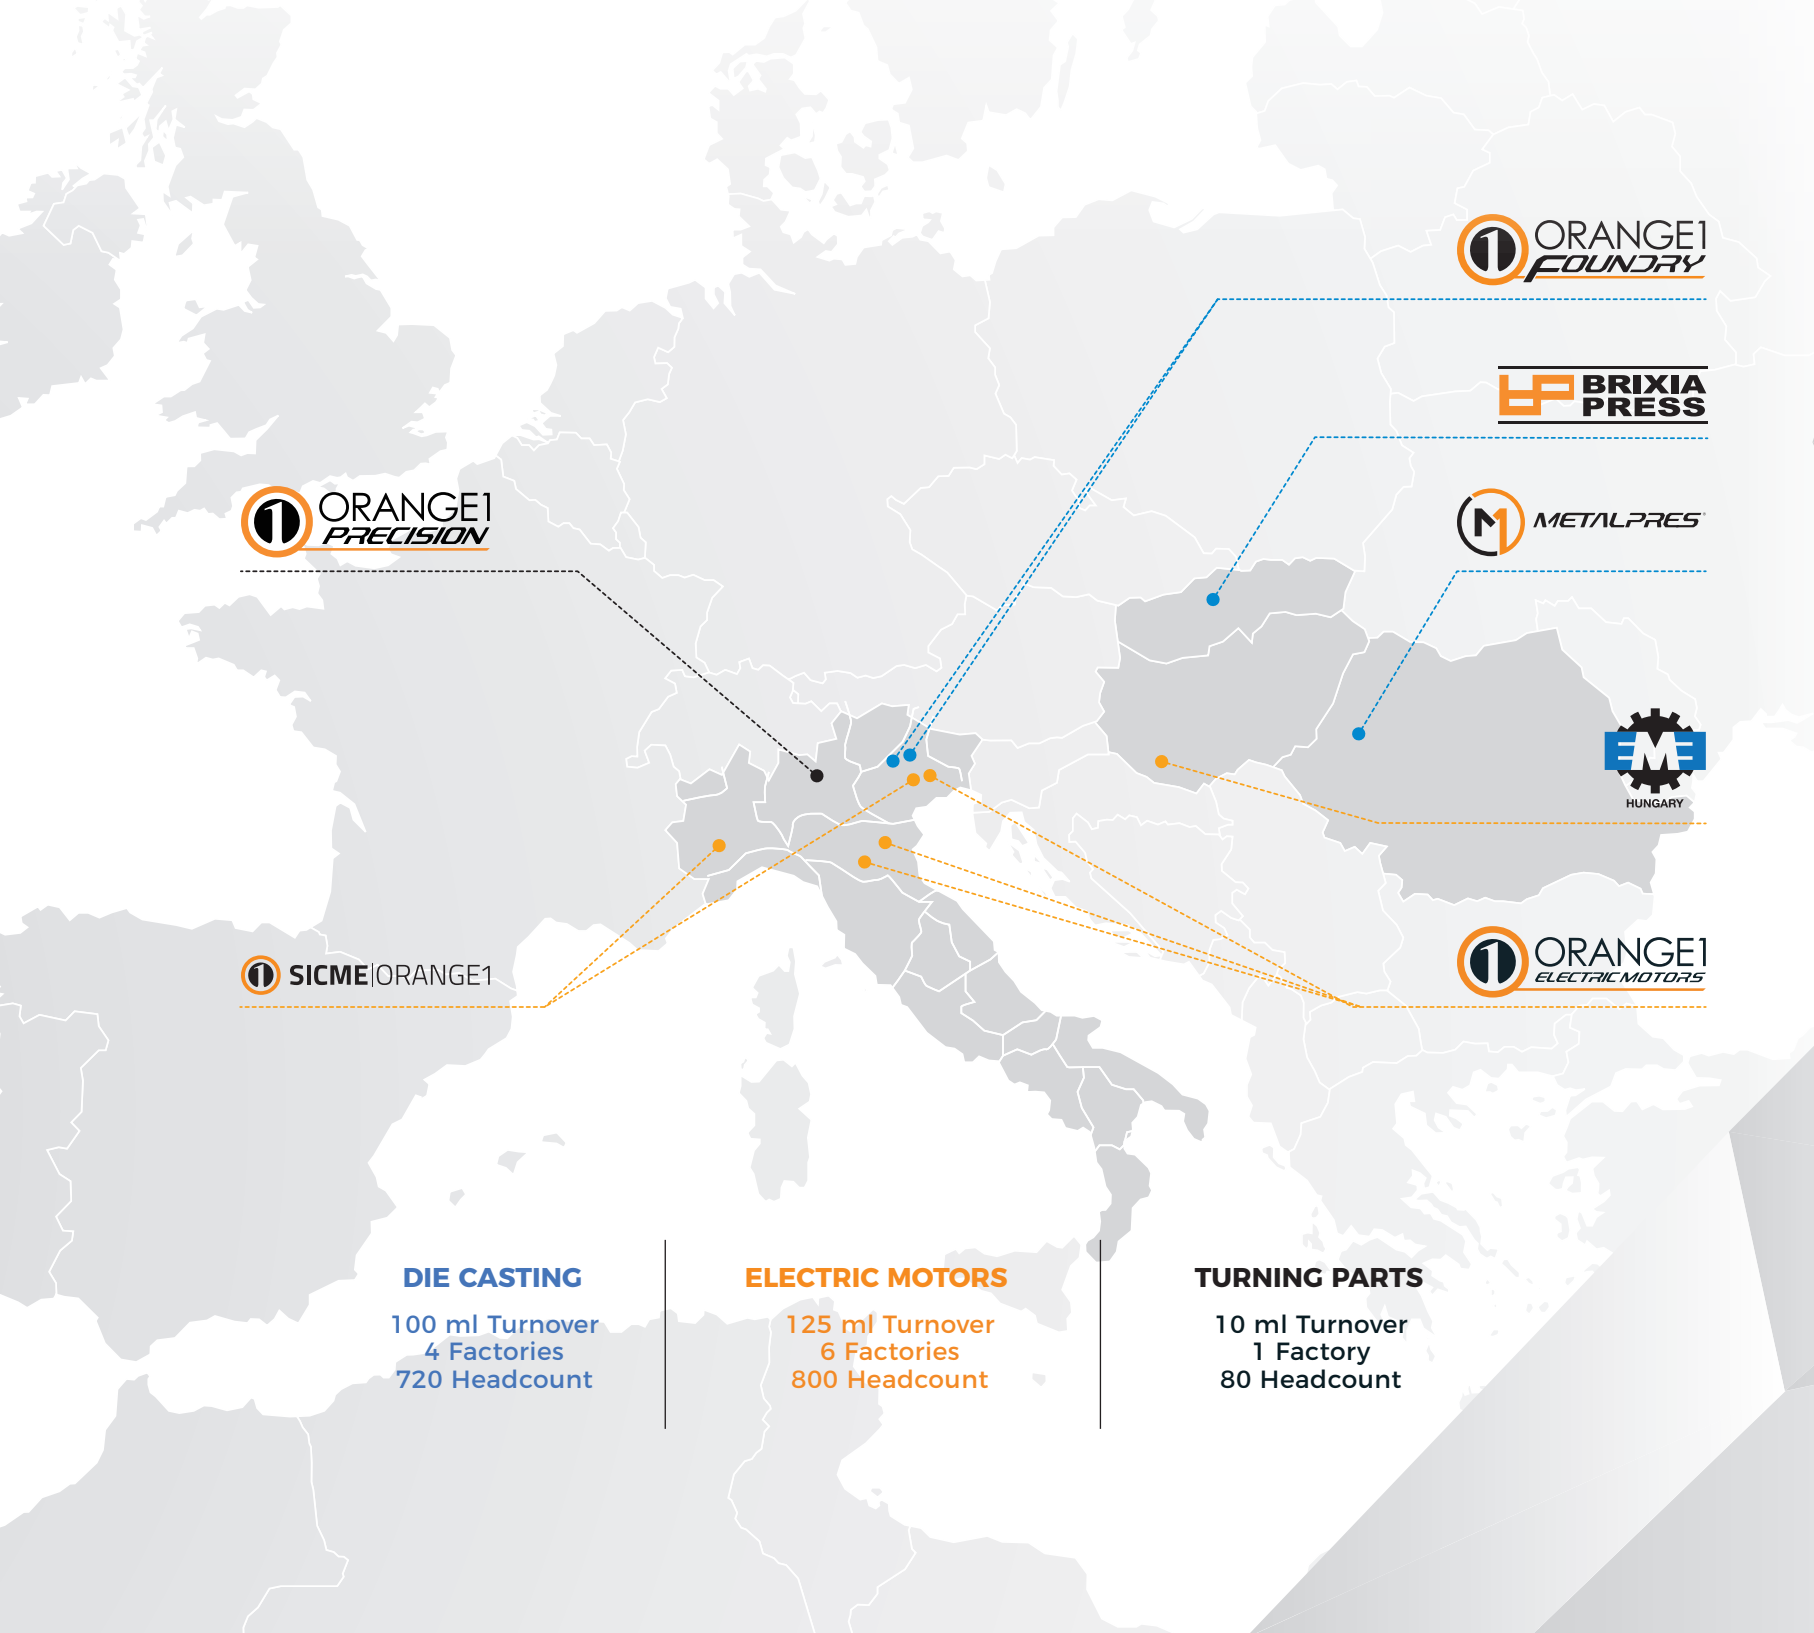 ORANGE1
FOUNDRY
BRIXIA
PRESS
METALPRES
ORANGE1
PRECISION
EME
HUNGARY
SICME|ORANGE1
ORANGE1
ELECTRIC MOTORS
DIE CASTING
100 ml Turnover
4 Factories
720 Headcount
ELECTRIC MOTORS
125 ml Turnover
6 Factories
800 Headcount
TURNING PARTS
10 ml Turnover
1 Factory
80 Headcount